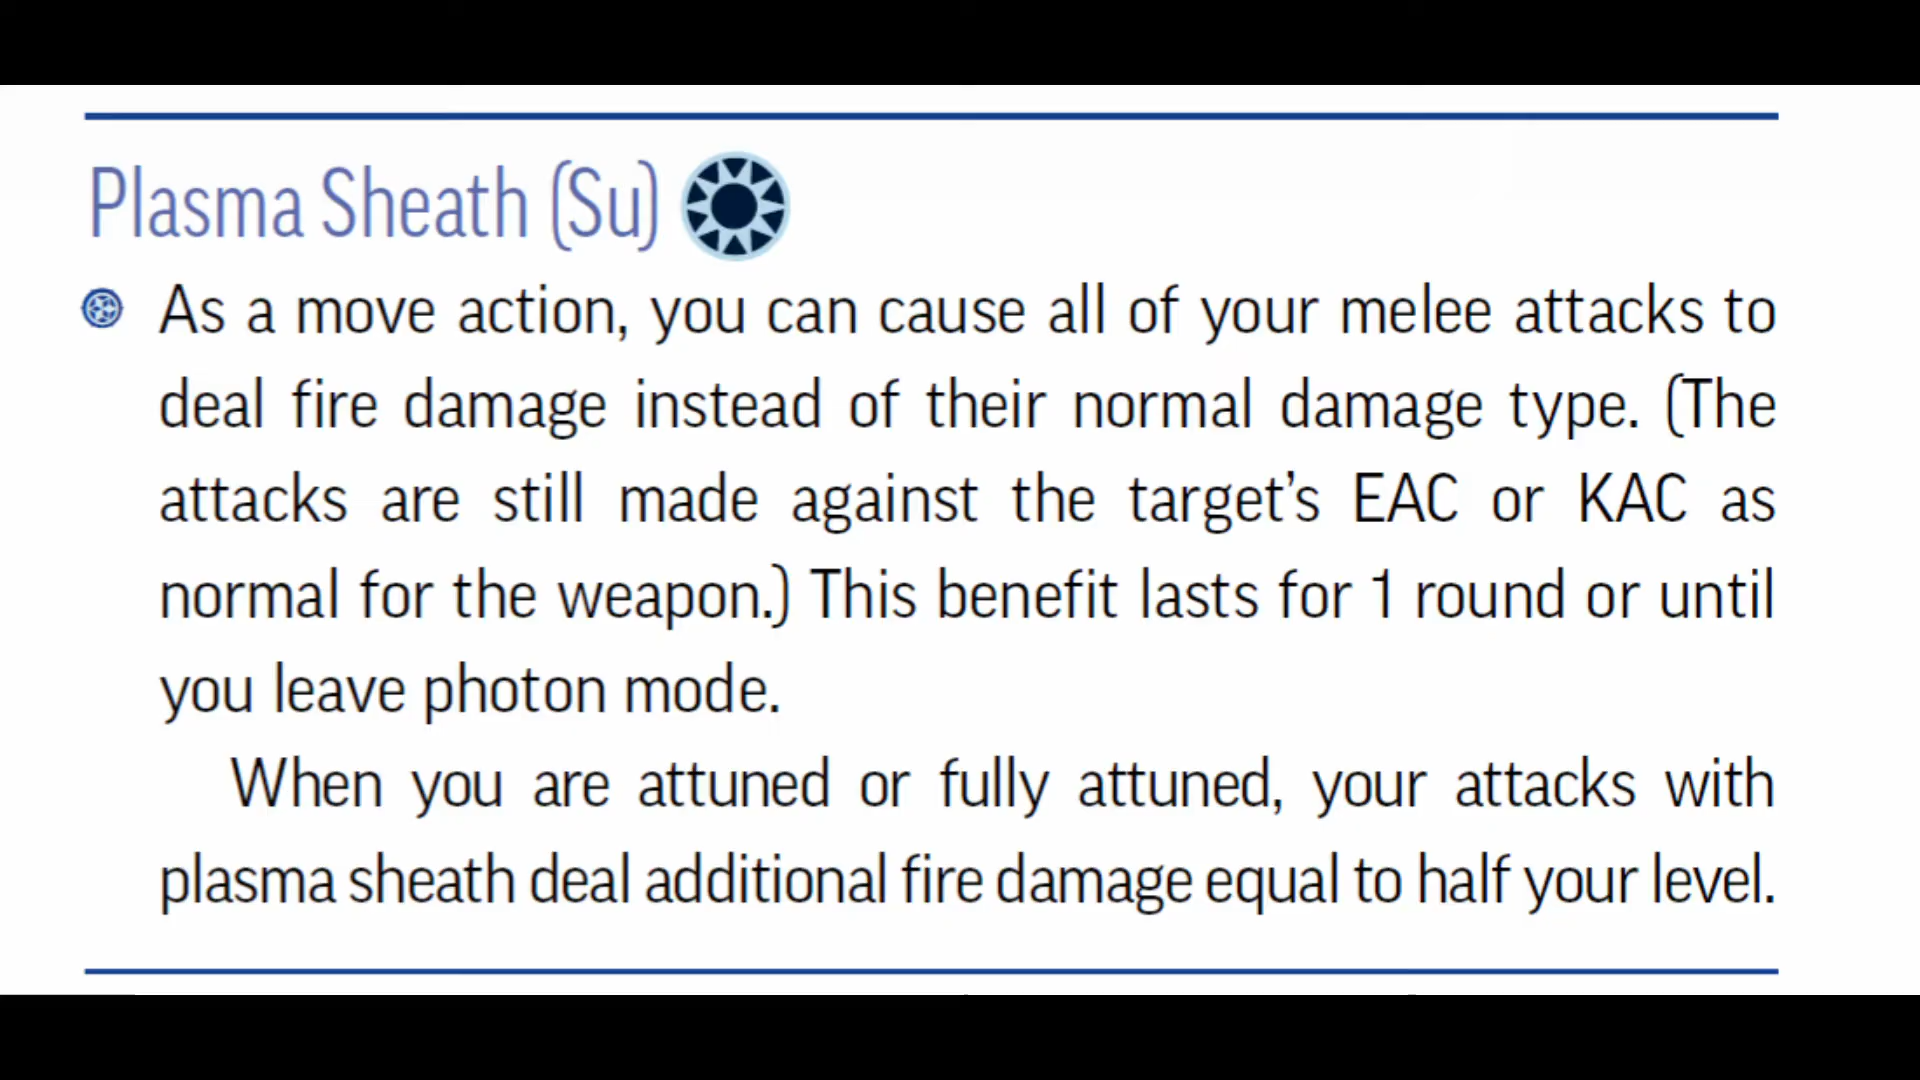 Plasma Sheath (Su)
As a move action, you can cause all of your melee attacks to
deal fire damage instead of their normal damage type. (The
attacks are still made against the target’s EAC or KAC as
normal for the weapon.) This benefit lasts for 1 round or until
you leave photon mode.
When you are attuned or fully attuned, your attacks with
plasma sheath deal additional fire damage equal to half your level.